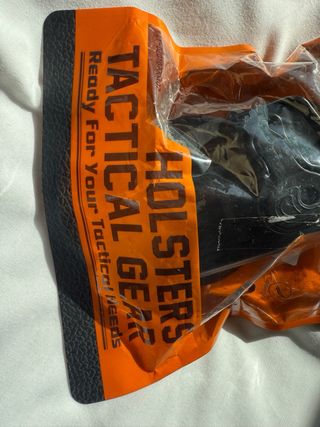 HOLSTERS
TACTICAL GEAR
Ready For Your Tactical Needs